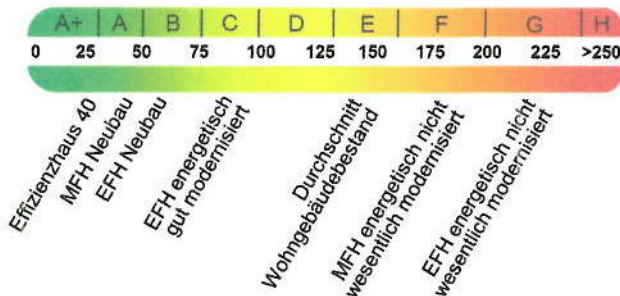 A+ A B C D E F G H
0 25 50 75 100 125 150 175 200 225 >250
Effizienzhaus 40
MFH Neubau
EFH Neubau
EFH energetisch
gut modernisiert
Durchschnitt
Wohngebäudebestand
MFH energetisch nicht
wesentlich modernisiert
EFH energetisch nicht
wesentlich modernisiert